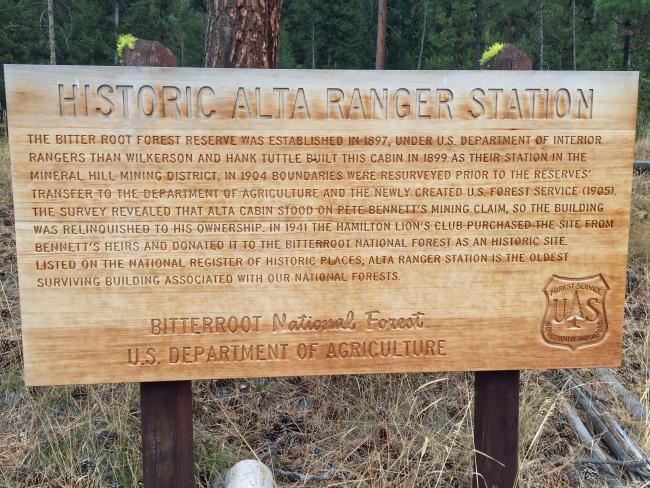 HISTORIC ALTA RANGER STATION
THE BITTER ROOT FOREST RESERVE WAS ESTABLISHED IN 1897, UNDER U.S. DEPARTMENT OF INTERIOR.
RANGERS THAN WILKERSON AND HANK TUTTLE BUILT THIS CABIN IN 1899 AS THEIR STATION IN THE
MINERAL HILL MINING DISTRICT. IN 1904 BOUNDARIES WERE RESURVEYED PRIOR TO THE RESERVES'
TRANSFER TO THE DEPARTMENT OF AGRICULTURE AND THE NEWLY CREATED U.S. FOREST SERVICE (1905).
THE SURVEY REVEALED THAT ALTA CABIN STOOD ON PETE BENNETT'S MINING CLAIM, SO THE BUILDING
WAS RELINQUISHED TO HIS OWNERSHIP. IN 1941 THE HAMILTON LION'S CLUB PURCHASED THE SITE FROM
BENNETT'S HEIRS AND DONATED IT TO THE BITTERROOT NATIONAL FOREST AS AN HISTORIC SITE.
LISTED ON THE NATIONAL REGISTER OF HISTORIC PLACES, ALTA RANGER STATION IS THE OLDEST
SURVIVING BUILDING ASSOCIATED WITH OUR NATIONAL FORESTS.
BITTERROOT National Forest
U.S. DEPARTMENT OF AGRICULTURE
FOREST SERVICE
US
DEPARTMENT OF AGRICULTURE